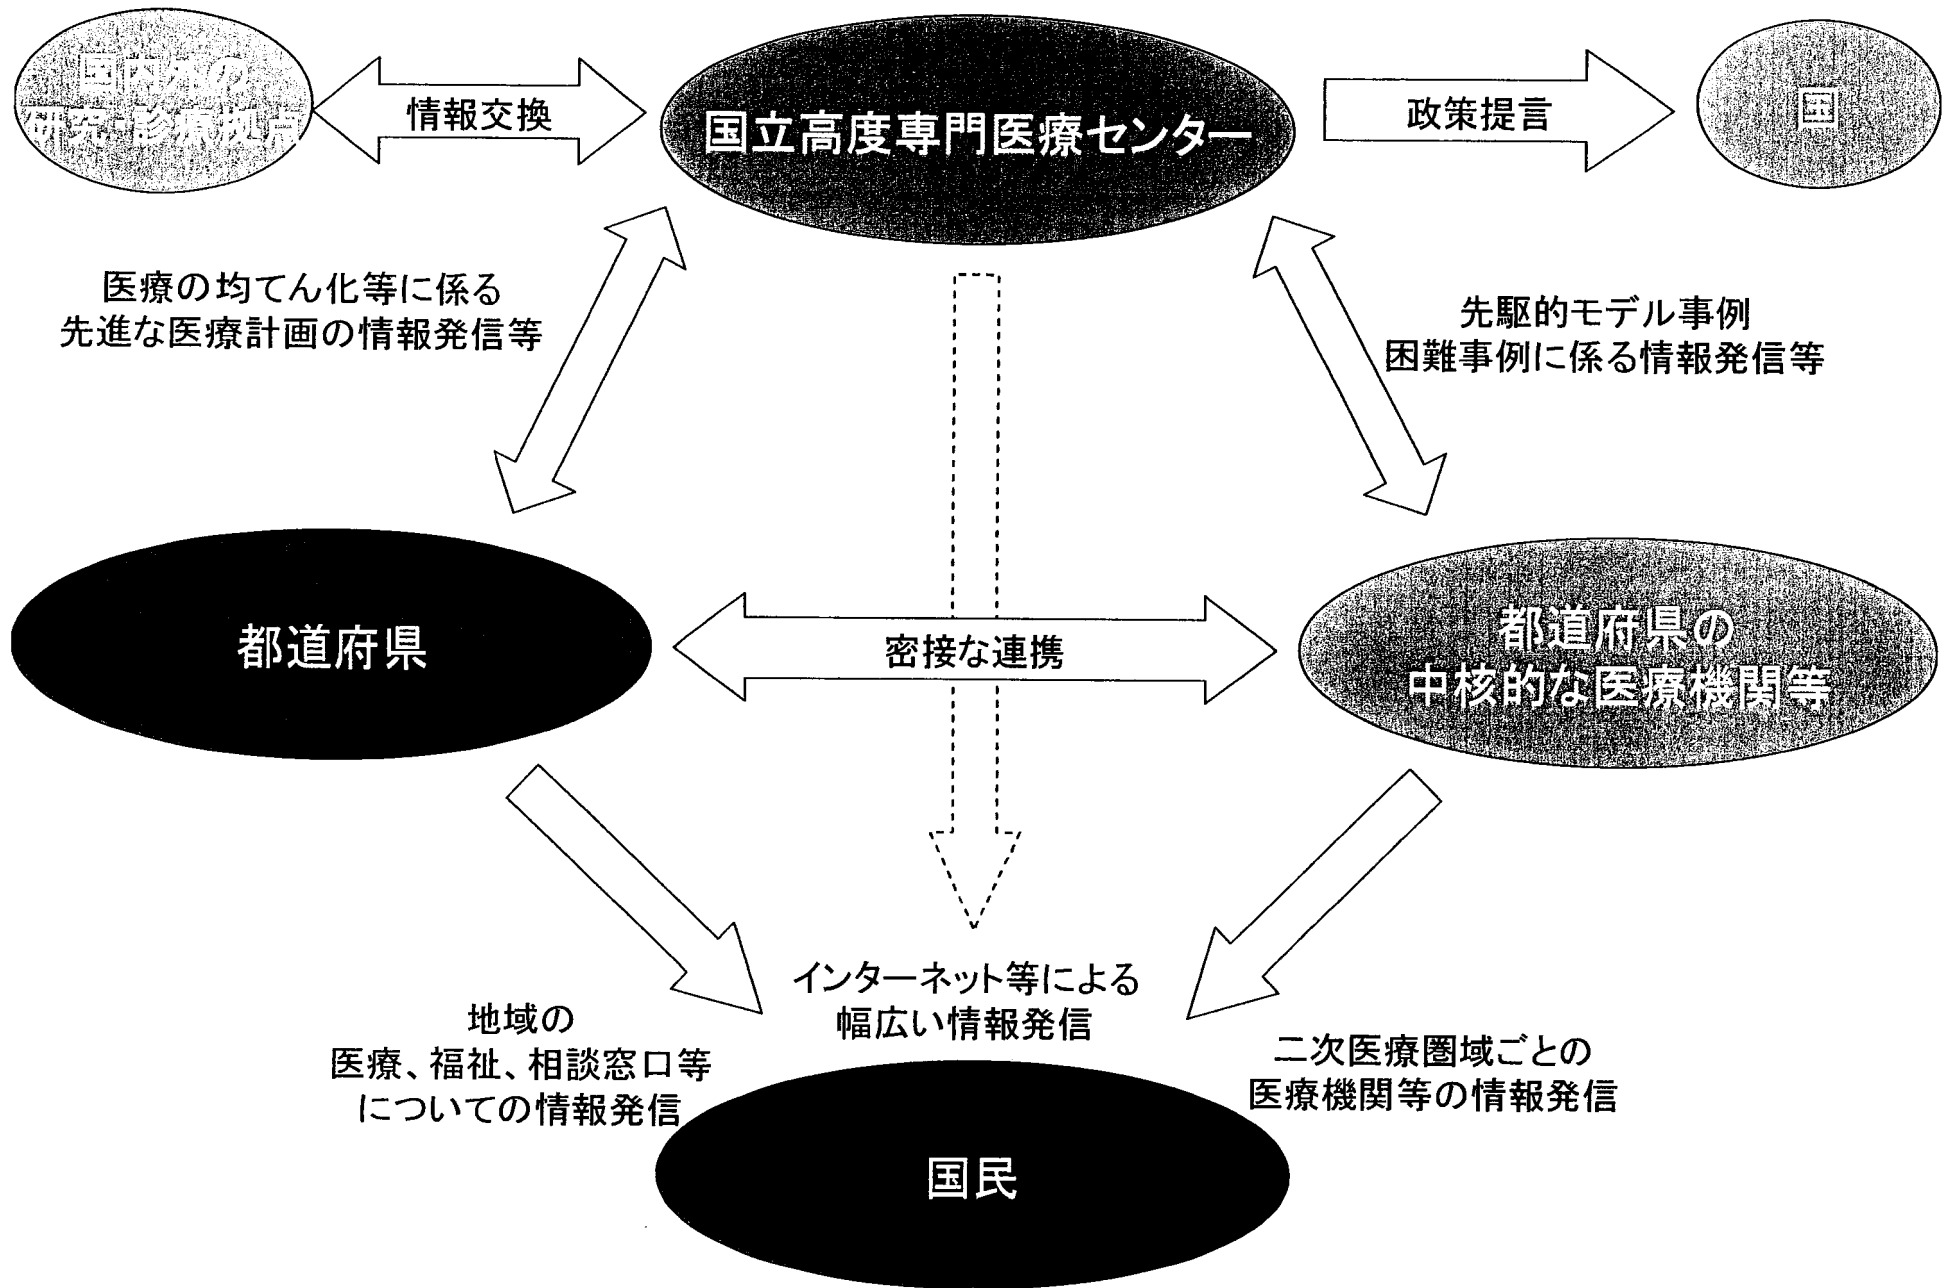 国内外の
研究・診療拠点
情報交換
国立高度専門医療センター
政策提言
国
医療の均てん化等に係る
先進な医療計画の情報発信等
先駆的モデル事例
困難事例に係る情報発信等
都道府県
密接な連携
都道府県の
中核的な医療機関等
インターネット等による
幅広い情報発信
地域の
医療、福祉、相談窓口等
についての情報発信
二次医療圏域ごとの
医療機関等の情報発信
国民